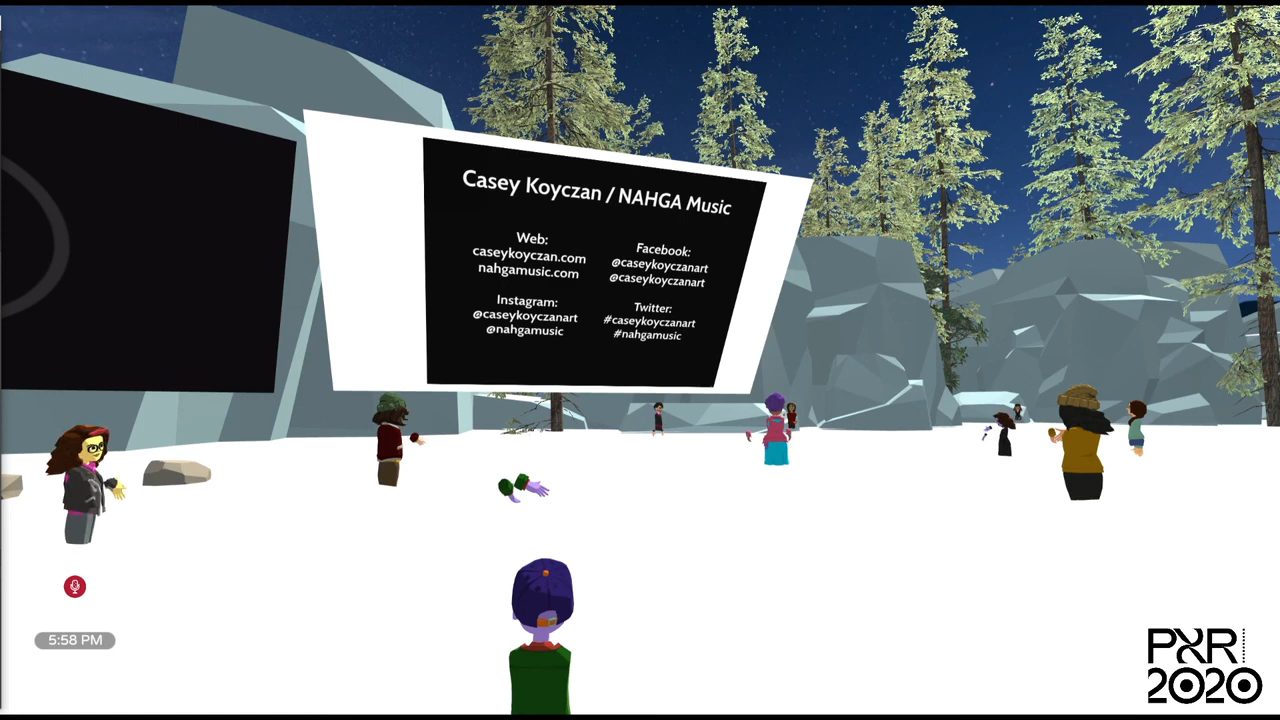 Casey Koyczan / NAHGA Music
Web:
caseykoyczan.com
nahgamusic.com
Instagram:
@caseykoyczanart
@nahgamusic
Facebook:
@caseykoyczanart
@caseykoyczanart
Twitter:
#caseykoyczanart
#nahgamusic
5:58 PM
PXR
2020